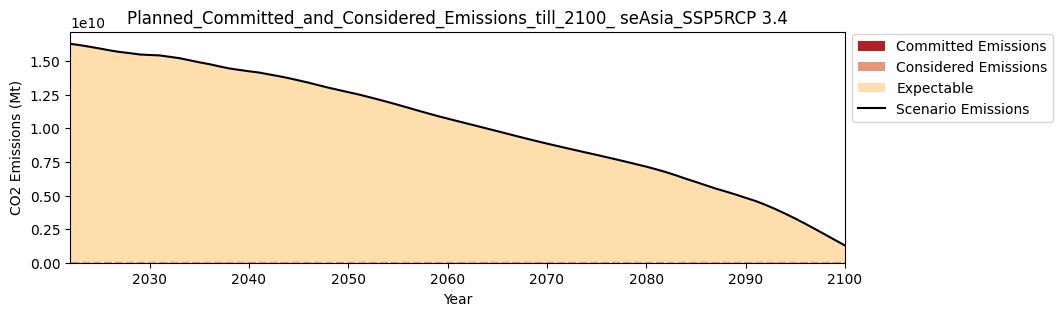 Planned_Committed_and_Considered_Emissions_till_2100_ seAsia_SSP5RCP 3.4
1e10
1.50
1.25
1.00
0.75
0.50
0.25
0.00
CO2 Emissions (Mt)
2030 2040 2050 2060 2070 2080 2090 2100
Year
Committed Emissions
Considered Emissions
Expectable
Scenario Emissions